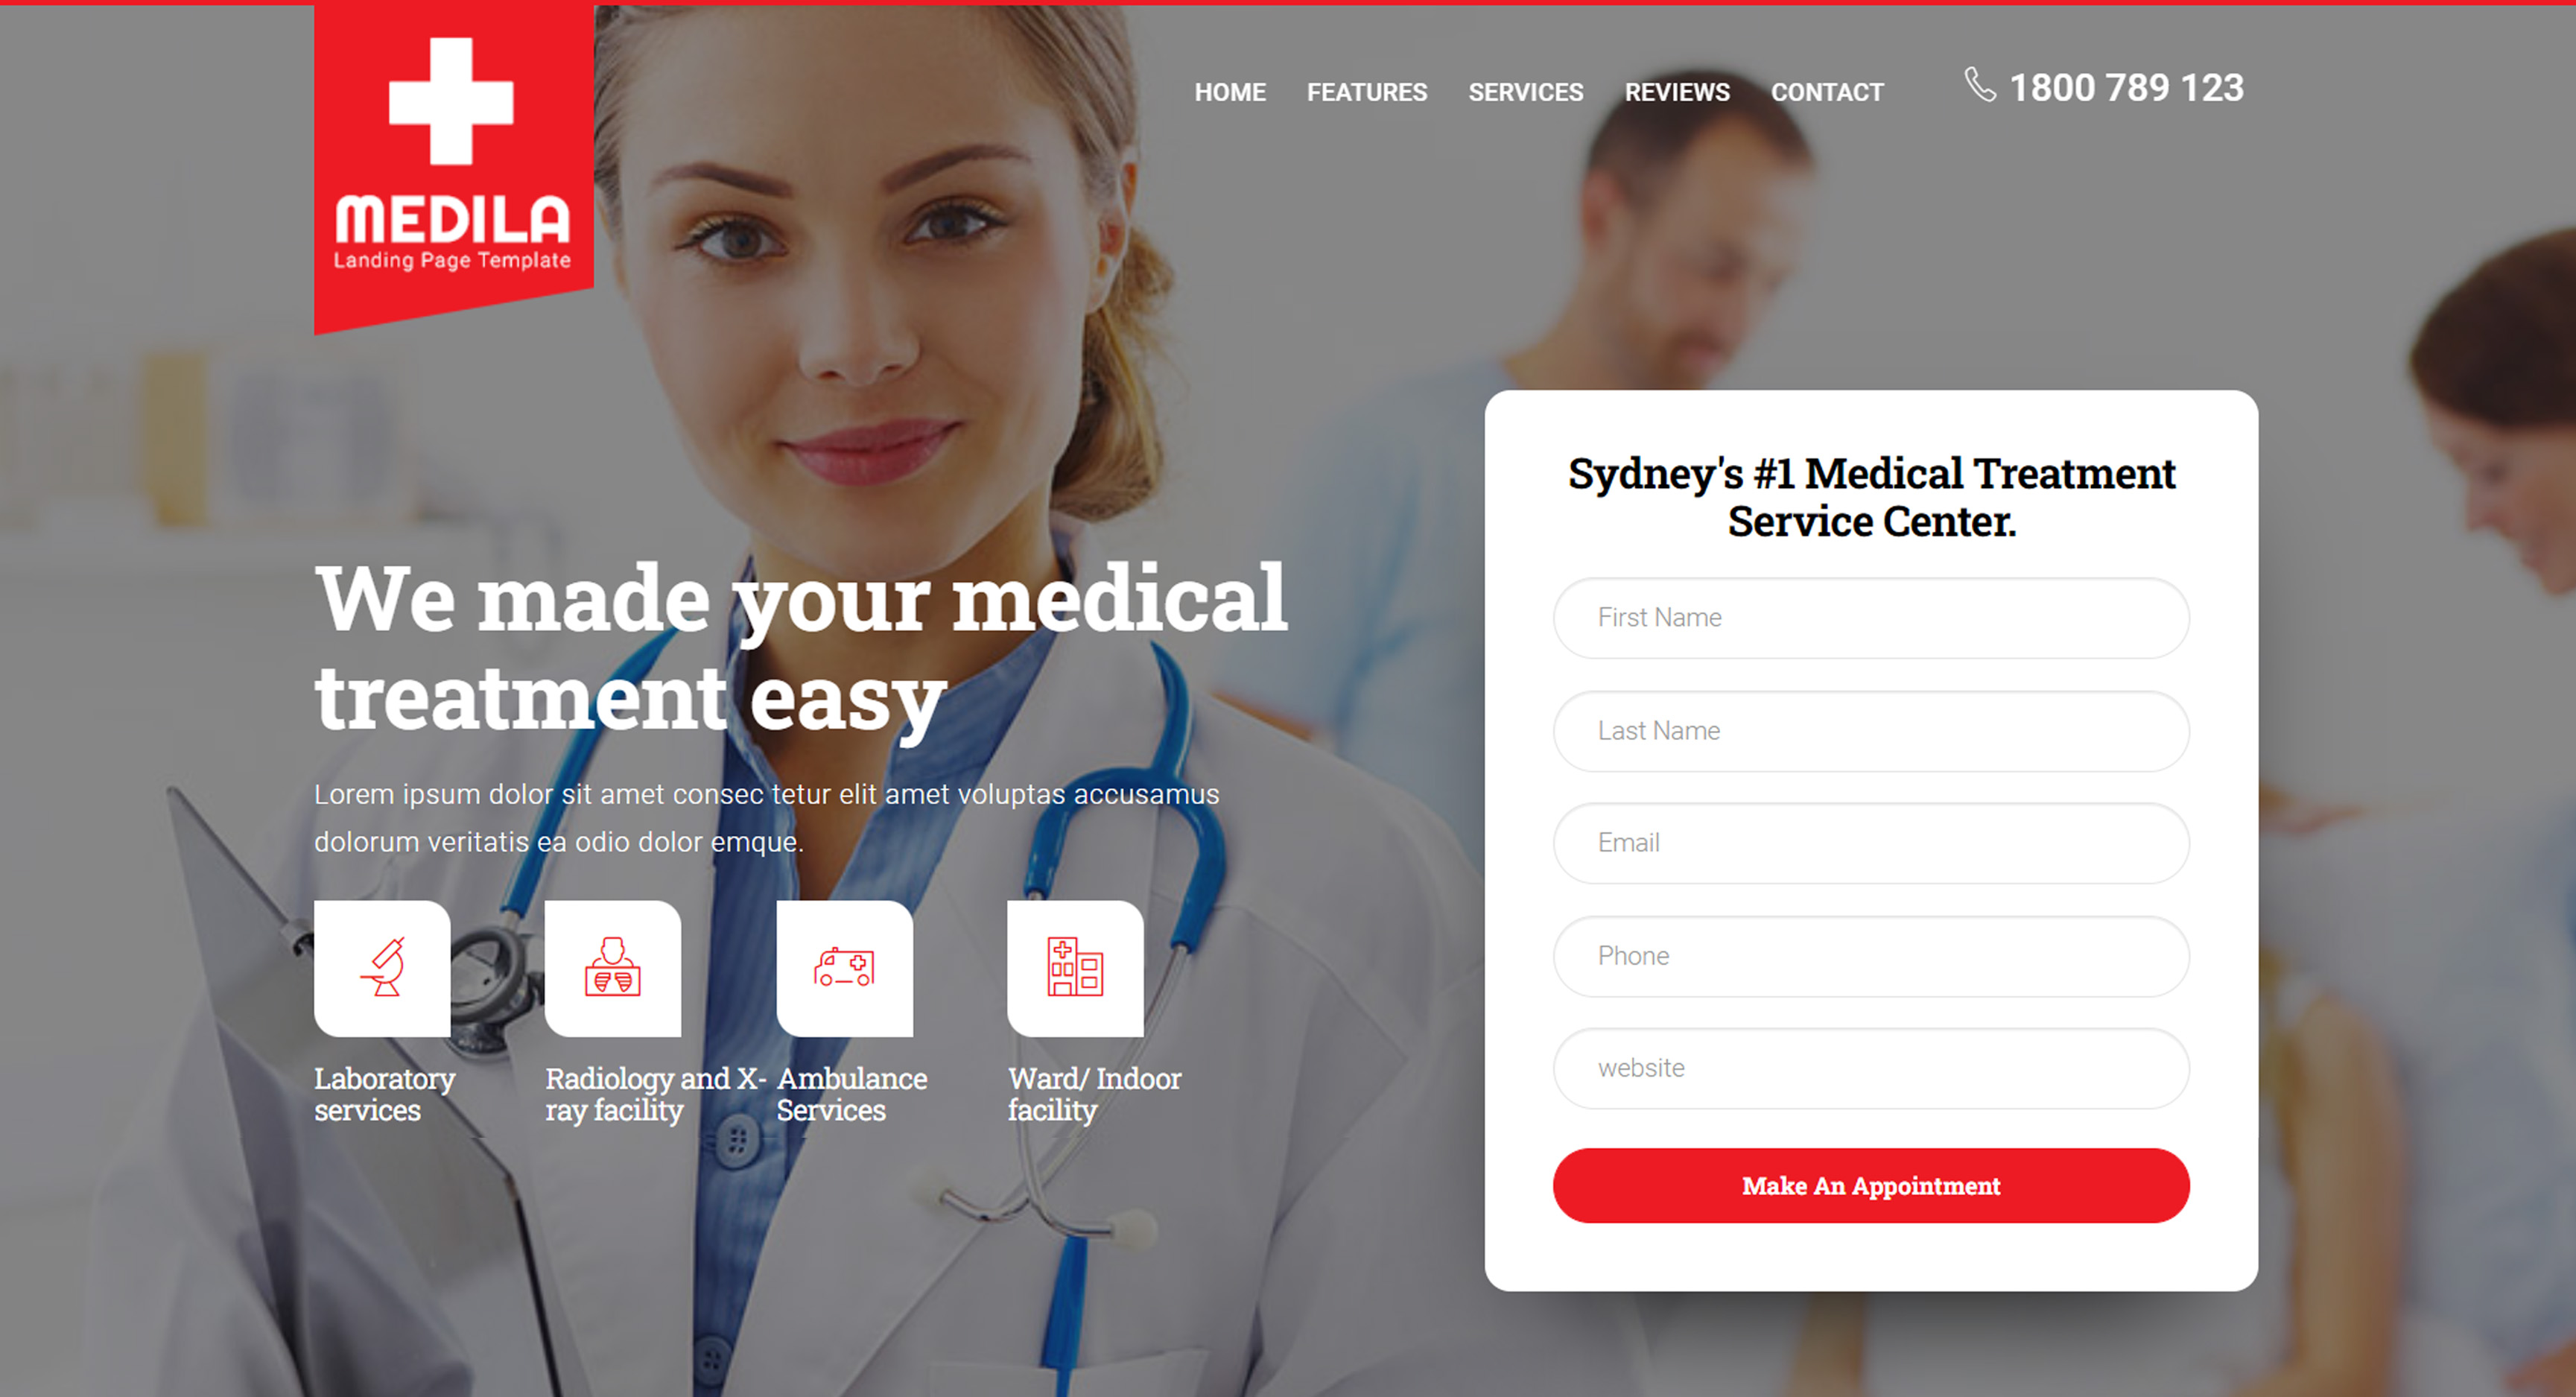 MEDILA
Landing Page Template
HOME FEATURES SERVICES REVIEWS CONTACT 1800 789 123
We made your medical
treatment easy
Lorem ipsum dolor sit amet consec tetur elit amet voluptas accusamus
dolorum veritatis ea odio dolor emque.
Laboratory
services
Radiology and X-
ray facility
Ambulance
Services
Ward/ Indoor
facility
Sydney's #1 Medical Treatment
Service Center.
First Name
Last Name
Email
Phone
website
Make An Appointment